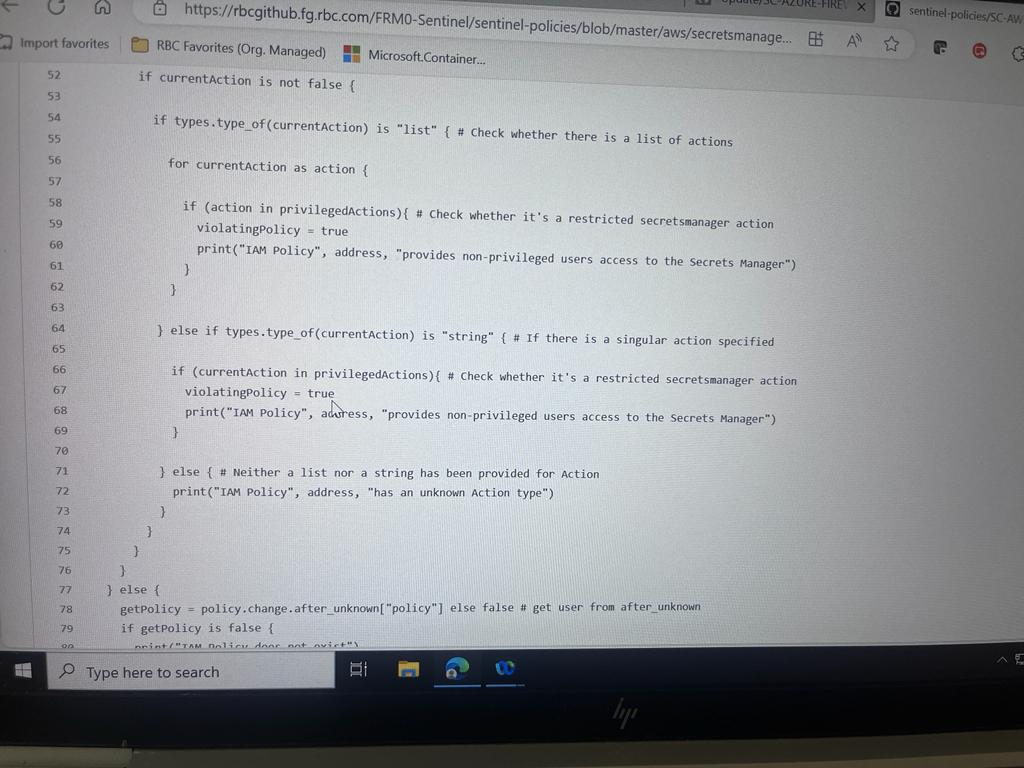 Update/SC-AZURE-FIREW
sentinel-policies/SC-AW
https://rbcgithub.fg.rbc.com/FRM0-Sentinel/sentinel-policies/blob/master/aws/secretsmanage...
Import favorites
RBC Favorites (Org. Managed)
Microsoft.Container...
52 if currentAction is not false {
53
54 if types.type_of(currentAction) is "list" { # Check whether there is a list of actions
55
56 for currentAction as action {
57
58 if (action in privilegedActions){ # Check whether it's a restricted secretsmanager action
59 violatingPolicy = true
60 print("IAM Policy", address, "provides non-privileged users access to the Secrets Manager")
61 }
62 }
63
64 } else if types.type_of(currentAction) is "string" { # If there is a singular action specified
65
66 if (currentAction in privilegedActions){ # Check whether it's a restricted secretsmanager action
67 violatingPolicy = true
68 print("IAM Policy", address, "provides non-privileged users access to the Secrets Manager")
69 }
70
71 } else { # Neither a list nor a string has been provided for Action
72 print("IAM Policy", address, "has an unknown Action type")
73 }
74 }
75 }
76 }
77 } else {
78 getPolicy = policy.change.after_unknown["policy"] else false # get user from after_unknown
79 if getPolicy is false {
80 print("IAM Policy does not exist")
Type here to search
hp